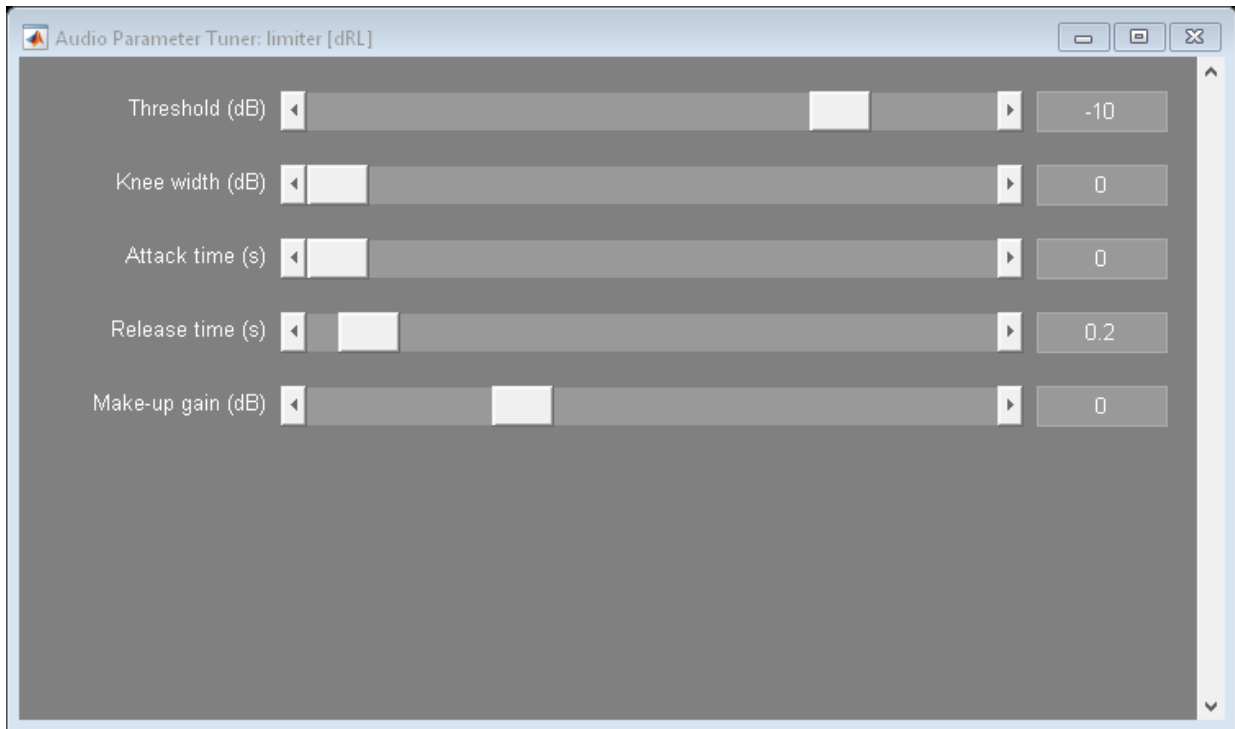 Audio Parameter Tuner: limiter [dRL]
Threshold (dB) -10
Knee width (dB) 0
Attack time (s) 0
Release time (s) 0.2
Make-up gain (dB) 0